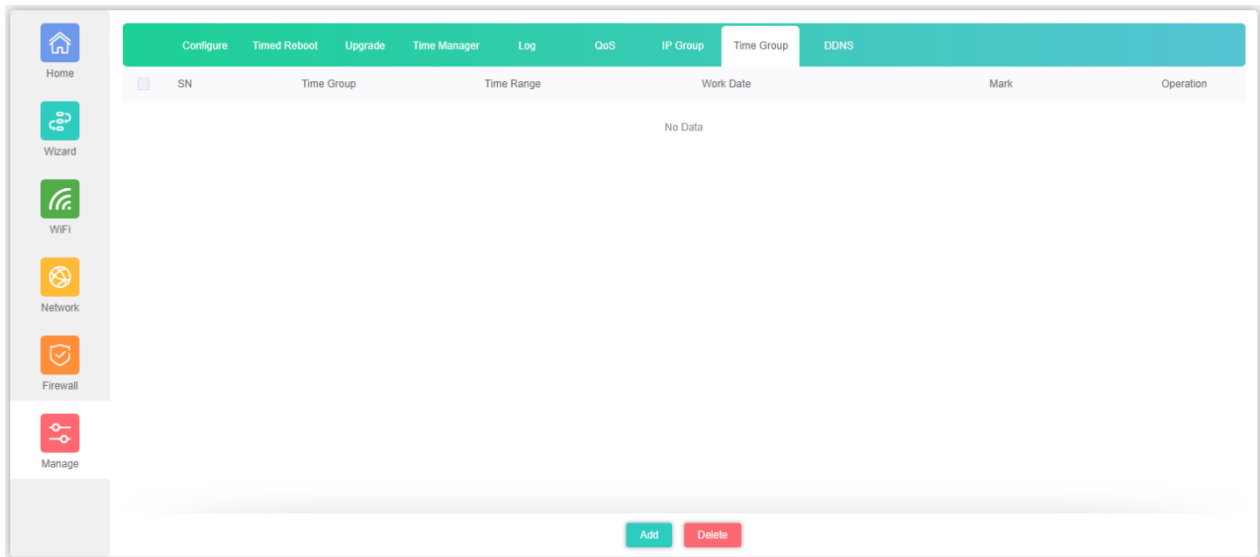 Home
Wizard
WiFi
Network
Firewall
Manage
Configure Timed Reboot Upgrade Time Manager Log QoS IP Group Time Group DDNS
SN Time Group Time Range Work Date Mark Operation
No Data
Add Delete